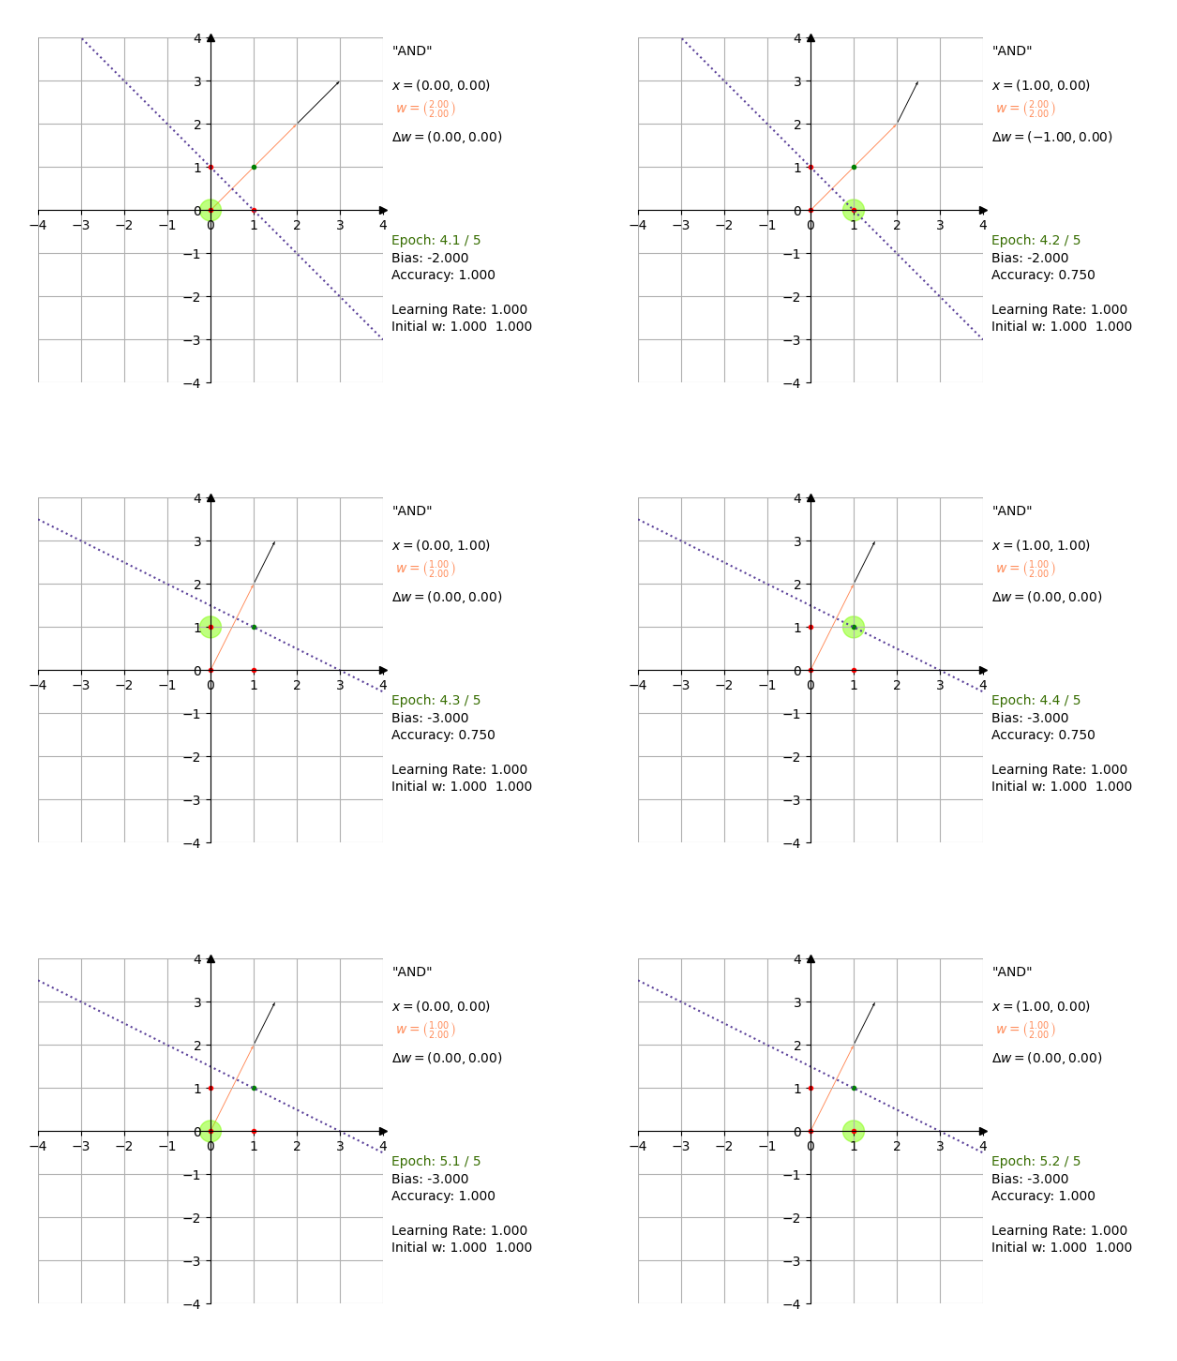 "AND"
x = (0.00, 0.00)
w = (2.00 2.00)
Δw = (0.00, 0.00)
4
3
2
1
0
−4 −3 −2 −1 0 1 2 3 4
−1
−2
−3
−4
Epoch: 4.1 / 5
Bias: -2.000
Accuracy: 1.000
Learning Rate: 1.000
Initial w: 1.000 1.000
"AND"
x = (1.00, 0.00)
w = (2.00 2.00)
Δw = (−1.00, 0.00)
4
3
2
1
0
−4 −3 −2 −1 0 1 2 3 4
−1
−2
−3
−4
Epoch: 4.2 / 5
Bias: -2.000
Accuracy: 0.750
Learning Rate: 1.000
Initial w: 1.000 1.000
"AND"
x = (0.00, 1.00)
w = (1.00 2.00)
Δw = (0.00, 0.00)
4
3
2
1
0
−4 −3 −2 −1 0 1 2 3 4
−1
−2
−3
−4
Epoch: 4.3 / 5
Bias: -3.000
Accuracy: 0.750
Learning Rate: 1.000
Initial w: 1.000 1.000
"AND"
x = (1.00, 1.00)
w = (1.00 2.00)
Δw = (0.00, 0.00)
4
3
2
1
0
−4 −3 −2 −1 0 1 2 3 4
−1
−2
−3
−4
Epoch: 4.4 / 5
Bias: -3.000
Accuracy: 0.750
Learning Rate: 1.000
Initial w: 1.000 1.000
"AND"
x = (0.00, 0.00)
w = (1.00 2.00)
Δw = (0.00, 0.00)
4
3
2
1
0
−4 −3 −2 −1 0 1 2 3 4
−1
−2
−3
−4
Epoch: 5.1 / 5
Bias: -3.000
Accuracy: 1.000
Learning Rate: 1.000
Initial w: 1.000 1.000
"AND"
x = (1.00, 0.00)
w = (1.00 2.00)
Δw = (0.00, 0.00)
4
3
2
1
0
−4 −3 −2 −1 0 1 2 3 4
−1
−2
−3
−4
Epoch: 5.2 / 5
Bias: -3.000
Accuracy: 1.000
Learning Rate: 1.000
Initial w: 1.000 1.000